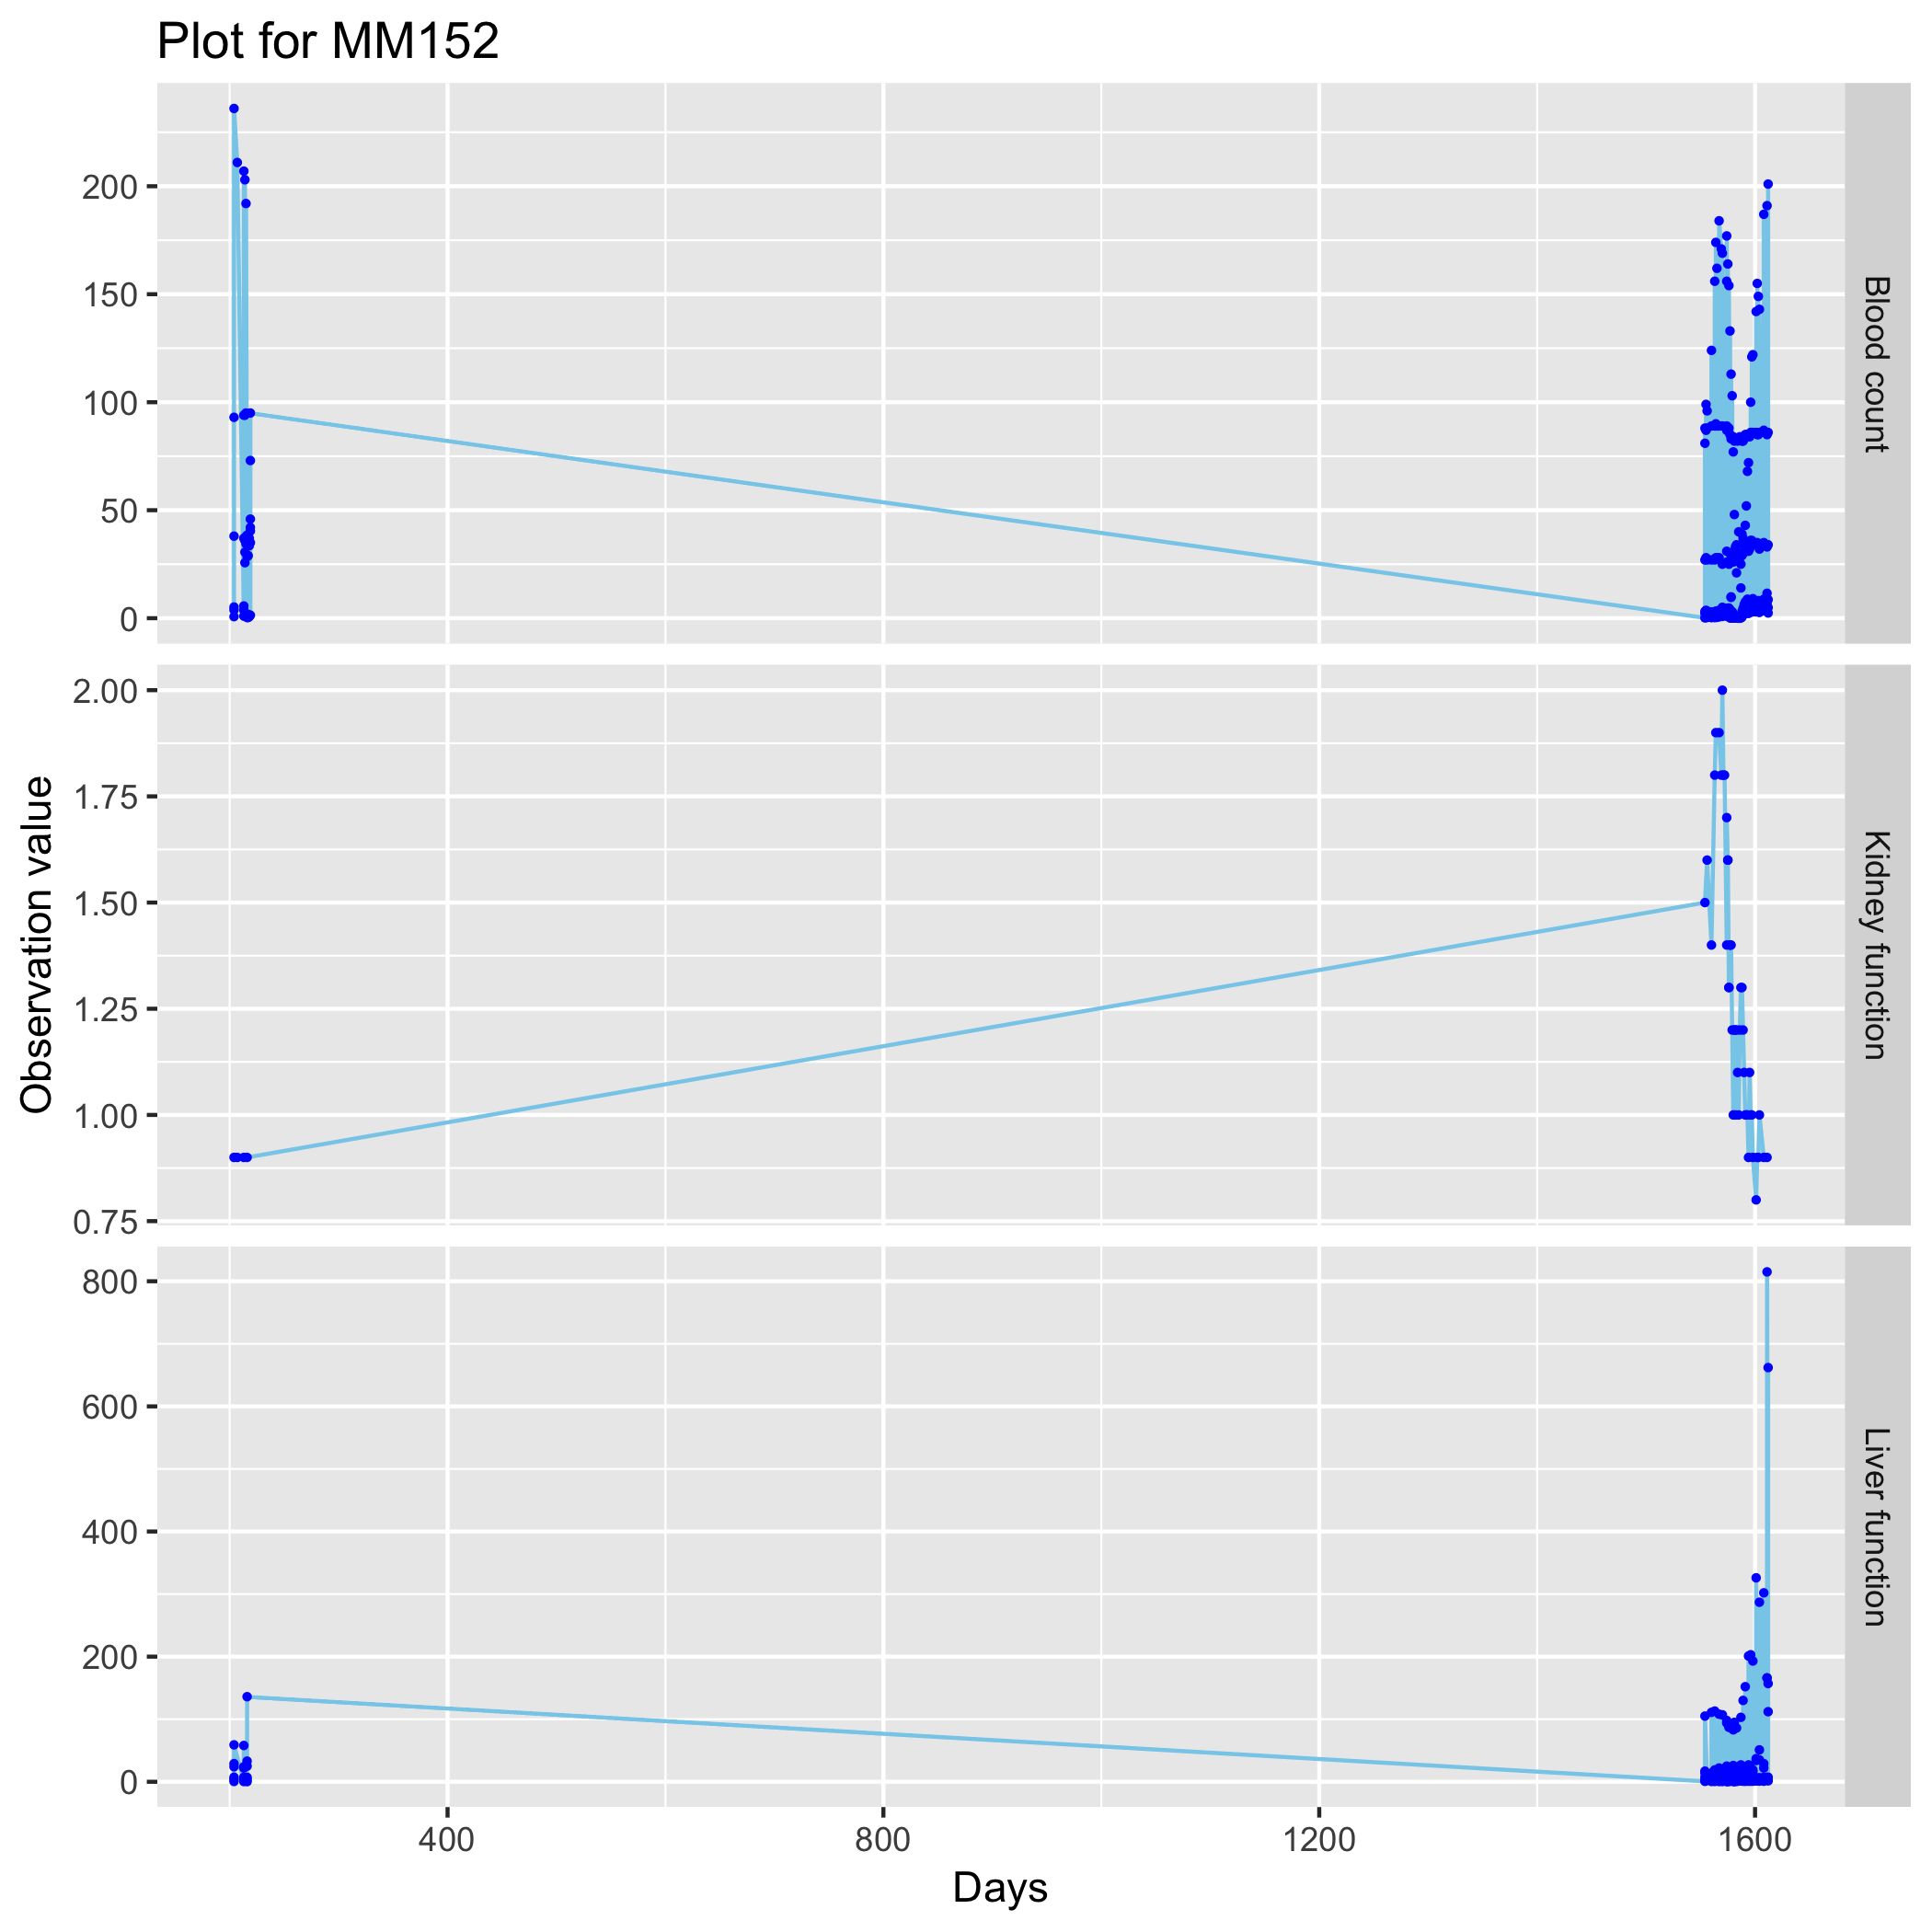 Plot for MM152
Observation value
200
150
100
50
0
Blood count
2.00
1.75
1.50
1.25
1.00
0.75
Kidney function
800
600
400
200
0
Liver function
400 800 1200 1600
Days